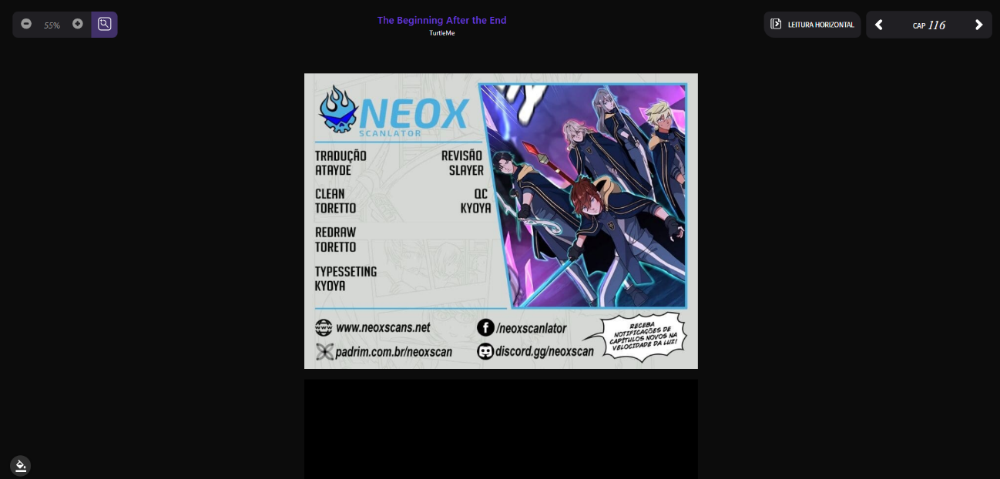 55%
The Beginning After the End
TurtleMe
LEITURA HORIZONTAL
CAP 116
NEOX
SCANLATOR
TRADUÇÃO
ATAYDE
REVISÃO
SLAYER
CLEAN
TORETTO
QC
KYOYA
REDRAW
TORETTO
TYPESSETING
KYOYA
www.neoxscans.net
/neoxscanlator
padrim.com.br/neoxscan
discord.gg/neoxscan
RECEBA
NOTIFICAÇÕES DE
CAPÍTULOS NOVOS NA
VELOCIDADE DA LUZ!